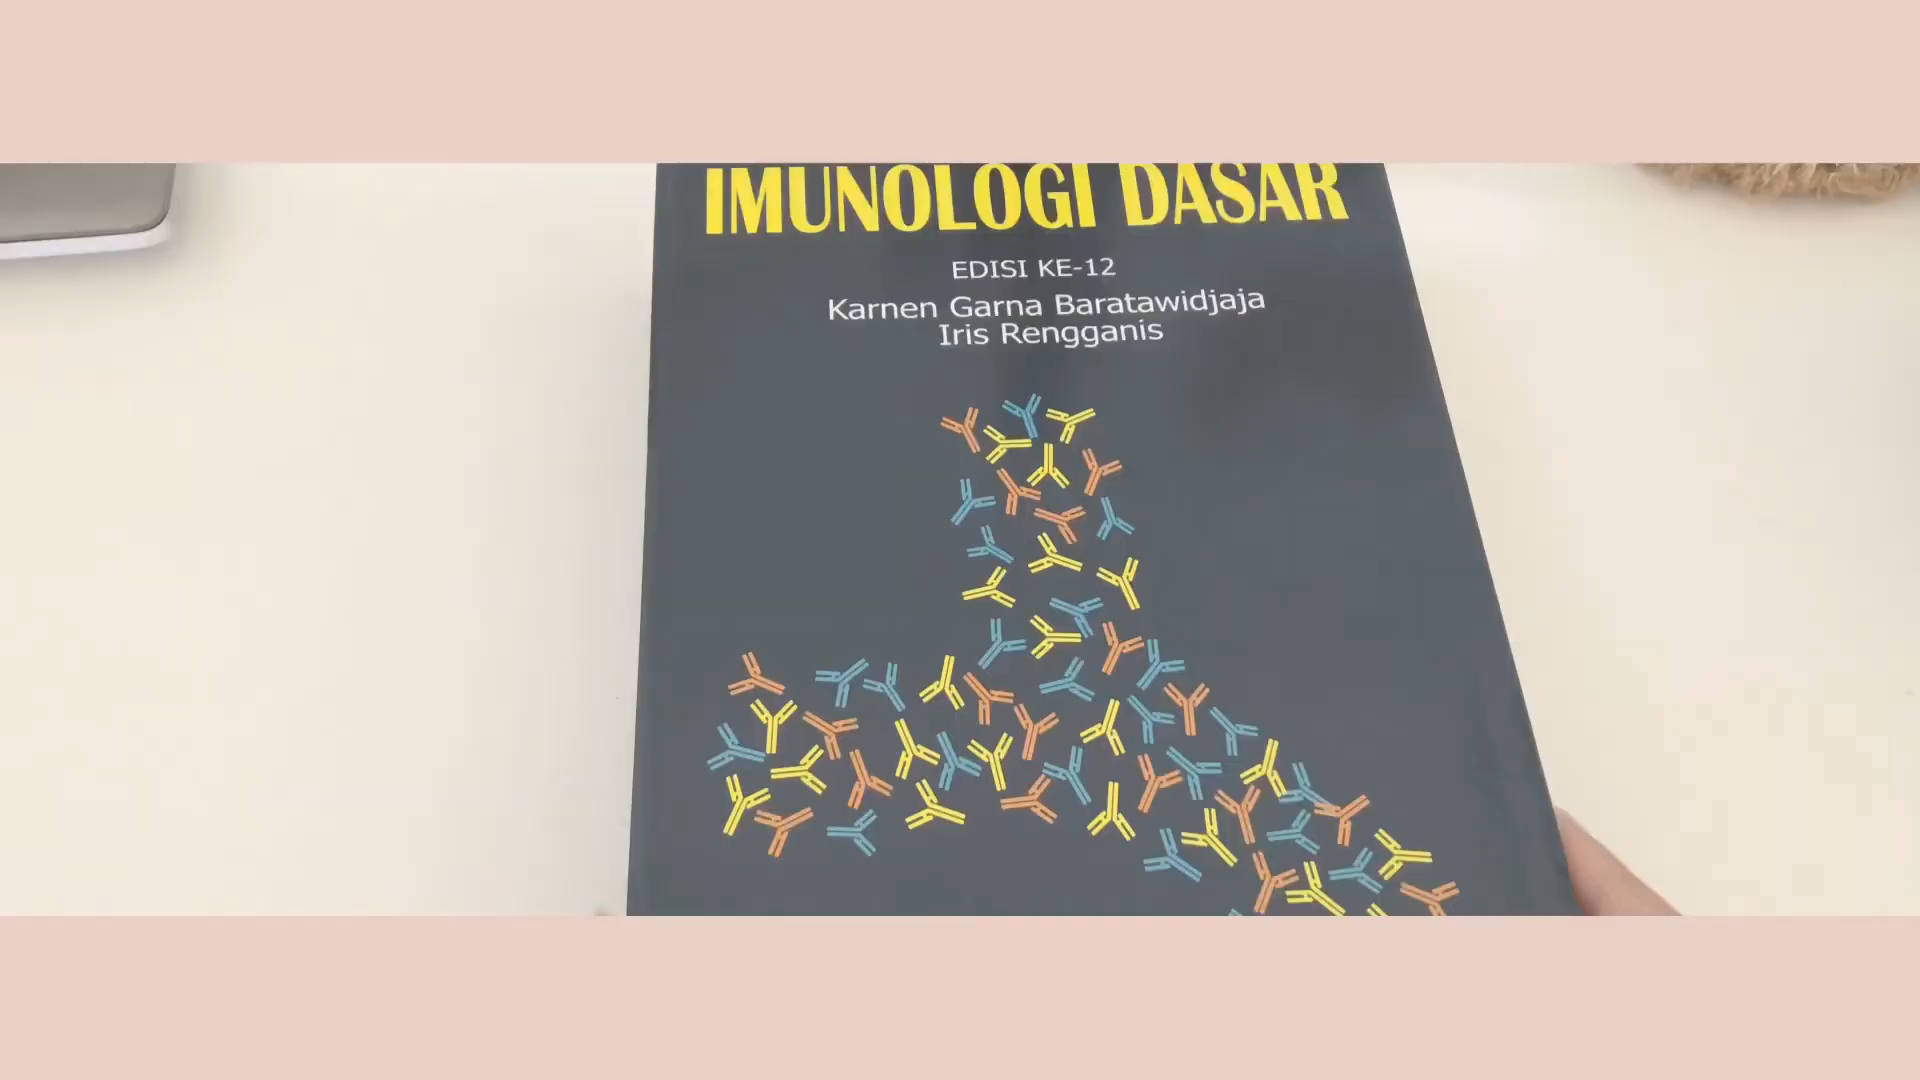 IMUNOLOGI DASAR
EDISI KE-12
Karnen Garna Baratawidjaja
Iris Rengganis